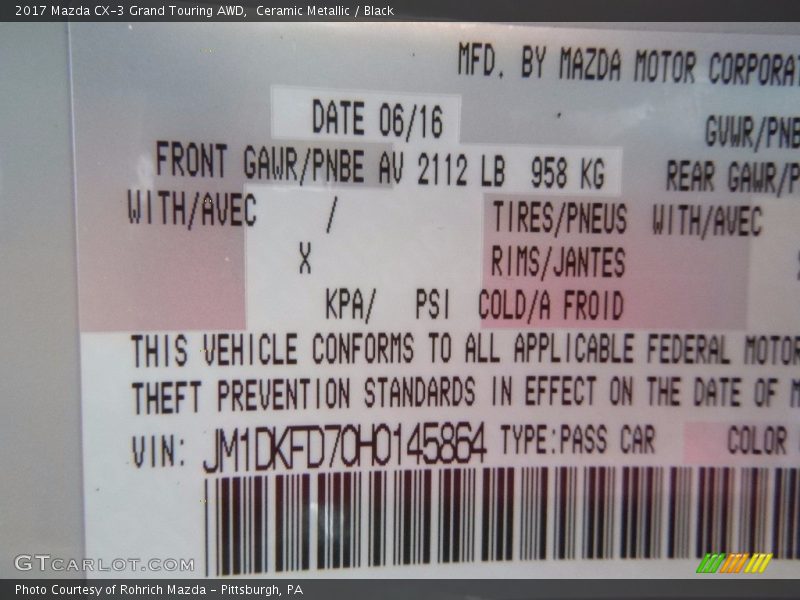 2017 Mazda CX-3 Grand Touring AWD,  Ceramic Metallic / Black
MFD. BY MAZDA MOTOR CORPORAT
DATE 06/16
GVWR/PNB
FRONT GAWR/PNBE AV 2112 LB 958 KG REAR GAWR/P
WITH/AVEC / TIRES/PNEUS WITH/AVEC
X RIMS/JANTES
KPA/ PSI COLD/A FROID
THIS VEHICLE CONFORMS TO ALL APPLICABLE FEDERAL MOTOR
THEFT PREVENTION STANDARDS IN EFFECT ON THE DATE OF M
VIN: JM1DKFD70H0145864 TYPE:PASS CAR COLOR
GTCARLOT.COM
Photo Courtesy of Rohrich Mazda - Pittsburgh, PA